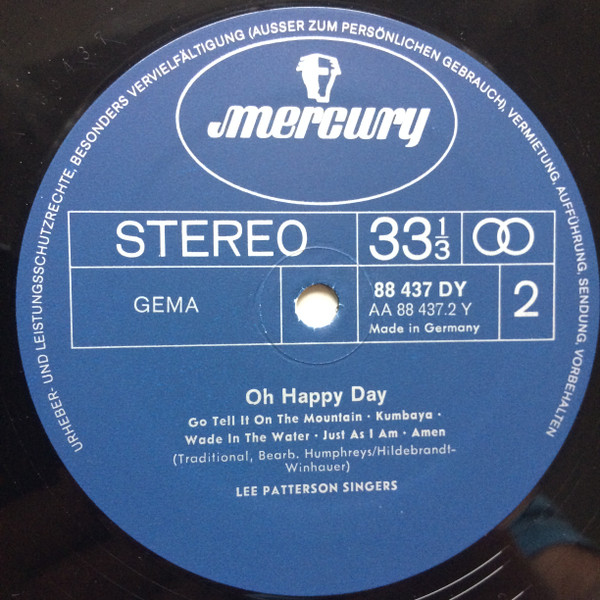 URHEBER- UND LEISTUNGSSCHUTZRECHTE, BESONDERS VERVIELFÄLTIGUNG (AUSSER ZUM PERSÖNLICHEN GEBRAUCH), VERMIETUNG, AUFFÜHRUNG, SENDUNG, VORBEHALTEN
mercury
STEREO 33 1/3
GEMA 88 437 DY 2
AA 88 437.2 Y
Made in Germany
Oh Happy Day
Go Tell It On The Mountain · Kumbaya ·
Wade In The Water · Just As I Am · Amen
(Traditional, Bearb. Humphreys/Hildebrandt-
Winhauer)
LEE PATTERSON SINGERS